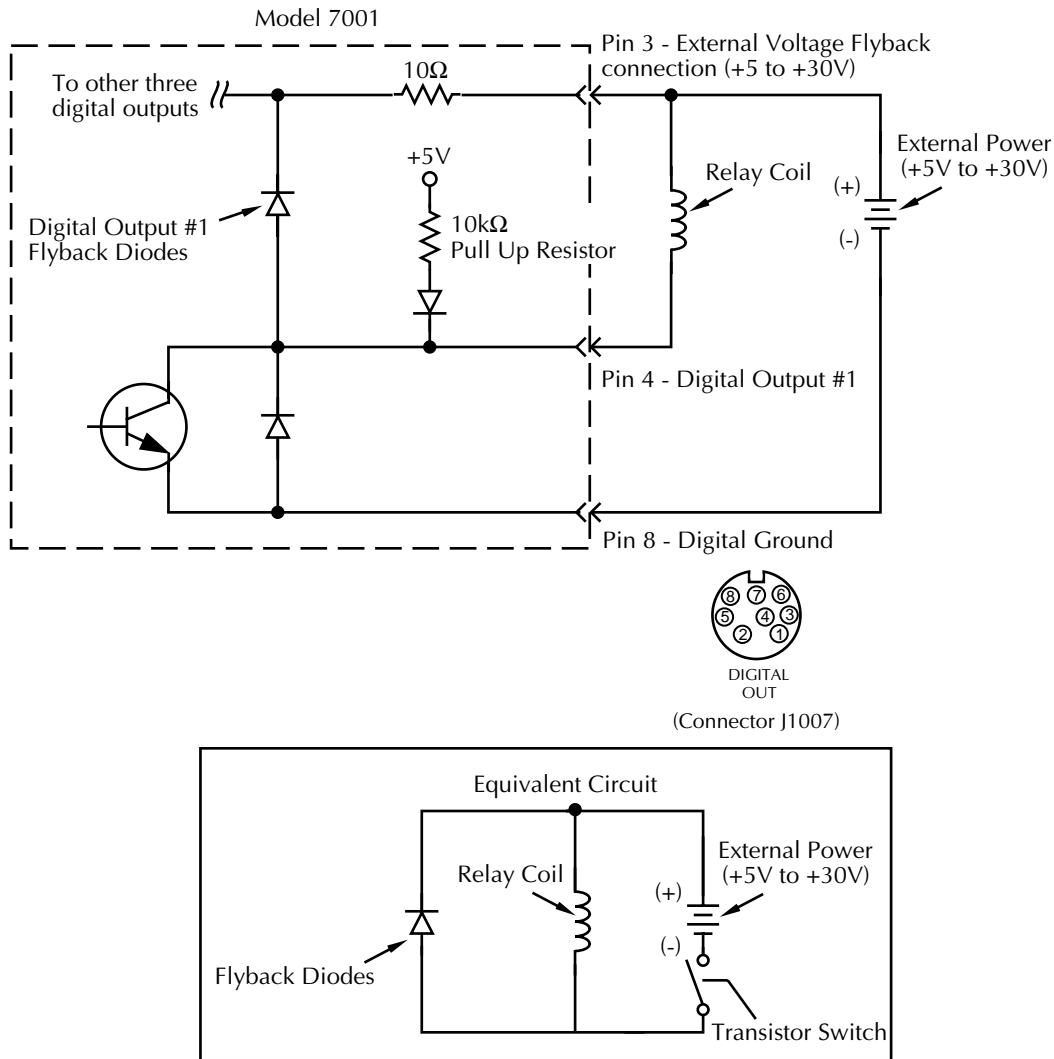 Model 7001
Pin 3 - External Voltage Flyback
connection (+5 to +30V)
To other three
digital outputs
10Ω
+5V
External Power
(+5V to +30V)
Relay Coil
(+)
(-)
Digital Output #1
Flyback Diodes
10kΩ
Pull Up Resistor
Pin 4 - Digital Output #1
Pin 8 - Digital Ground
8 7 6
5 4 3
2 1
DIGITAL
OUT
(Connector J1007)
Equivalent Circuit
External Power
(+5V to +30V)
Relay Coil
(+)
(-)
Flyback Diodes
Transistor Switch